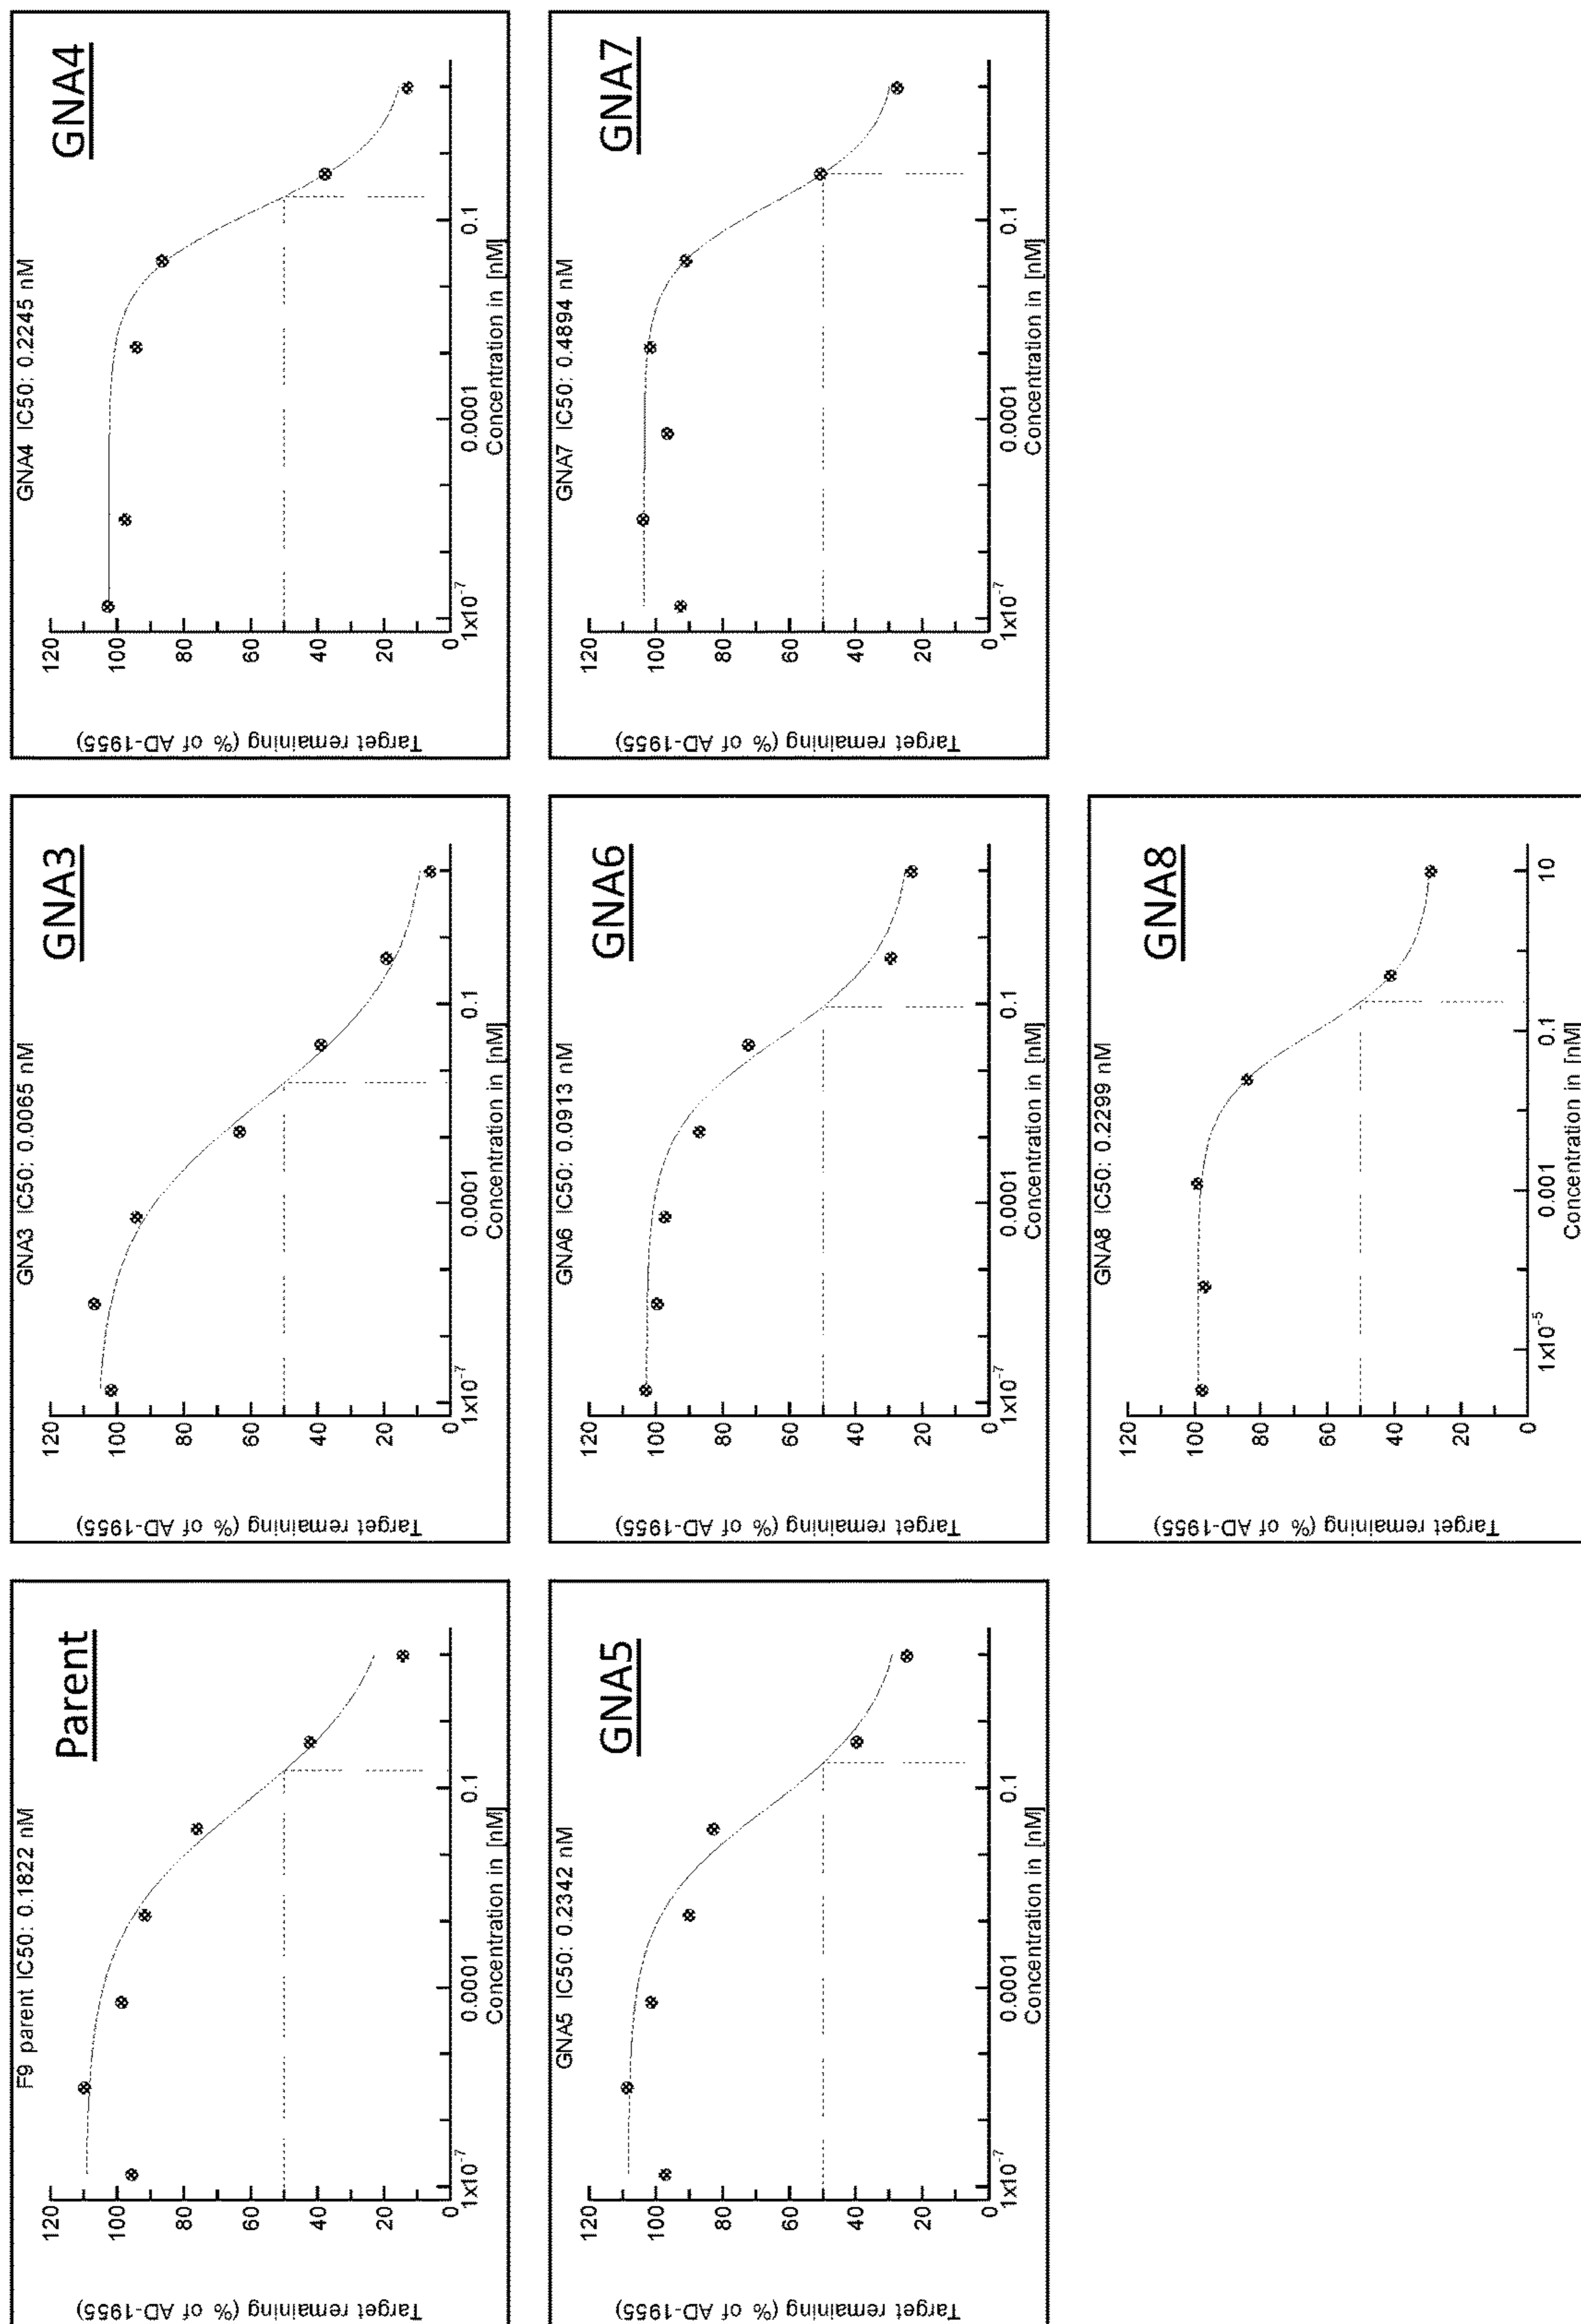 F9 parent IC50: 0.1822 nM
Parent
Target remaining (% of AD-1955)
120
100
80
60
40
20
0
1x10-7
0.0001
0.1
Concentration in [nM]
GNA3 IC50: 0.0065 nM
GNA3
Target remaining (% of AD-1955)
120
100
80
60
40
20
0
1x10-7
0.0001
0.1
Concentration in [nM]
GNA4 IC50: 0.2245 nM
GNA4
Target remaining (% of AD-1955)
120
100
80
60
40
20
0
1x10-7
0.0001
0.1
Concentration in [nM]
GNA5 IC50: 0.2342 nM
GNA5
Target remaining (% of AD-1955)
120
100
80
60
40
20
0
1x10-7
0.0001
0.1
Concentration in [nM]
GNA6 IC50: 0.0913 nM
GNA6
Target remaining (% of AD-1955)
120
100
80
60
40
20
0
1x10-7
0.0001
0.1
Concentration in [nM]
GNA7 IC50: 0.4894 nM
GNA7
Target remaining (% of AD-1955)
120
100
80
60
40
20
0
1x10-7
0.0001
0.1
Concentration in [nM]
GNA8 IC50: 0.2299 nM
GNA8
Target remaining (% of AD-1955)
120
100
80
60
40
20
0
1x10-5
0.001
0.1
10
Concentration in [nM]